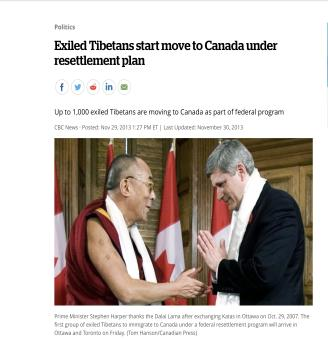 Politics
Exiled Tibetans start move to Canada under
resettlement plan
Up to 1,000 exiled Tibetans are moving to Canada as part of federal program
CBC News · Posted: Nov 29, 2013 1:27 PM ET | Last Updated: November 30, 2013
Prime Minister Stephen Harper thanks the Dalai Lama after exchanging Katas in Ottawa on Oct. 29, 2007. The
first group of exiled Tibetans to immigrate to Canada under a federal resettlement program will arrive in
Ottawa and Toronto on Friday. (Tom Hanson/Canadian Press)